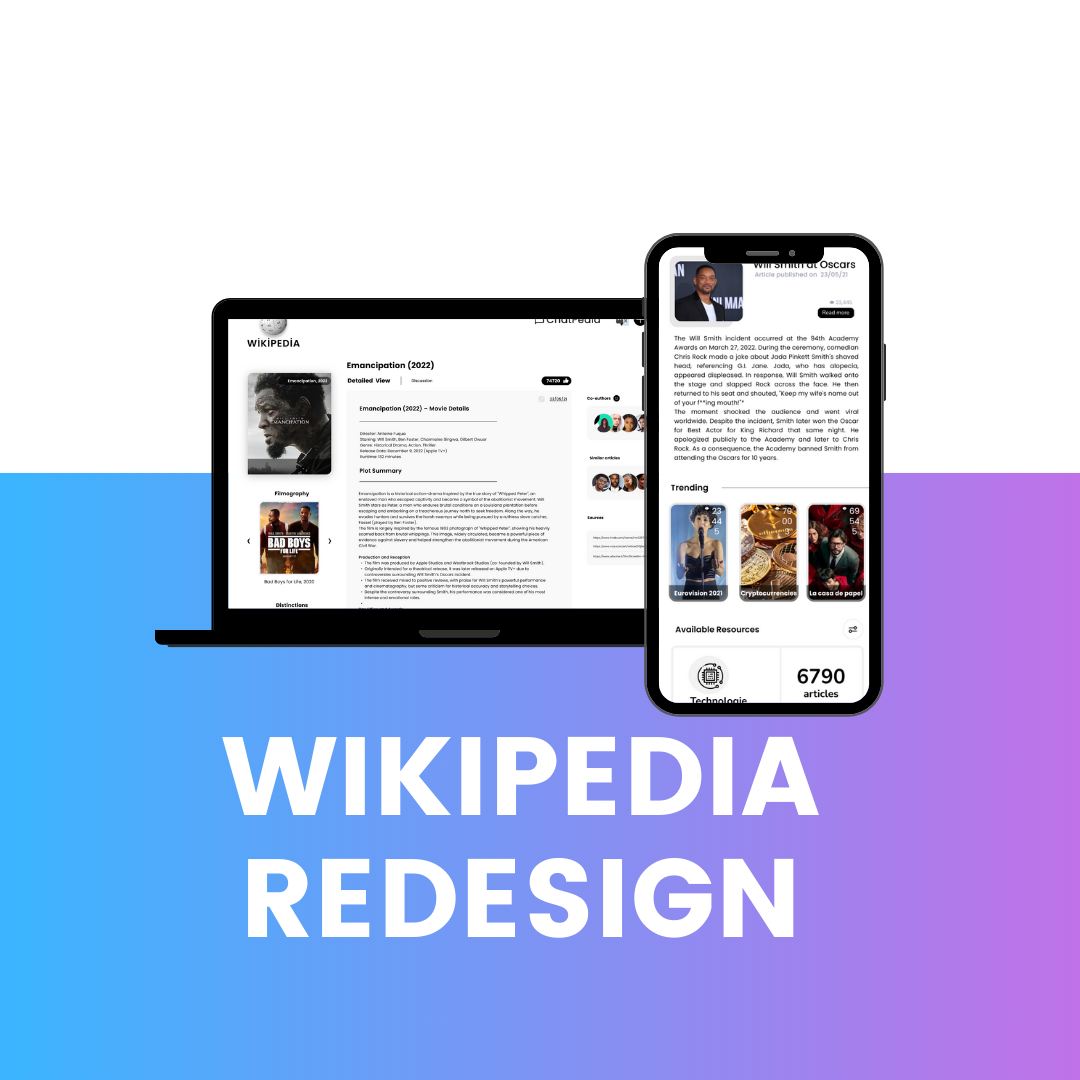 ChatPedia
WİKİPEDİA
Emancipation (2022)
Detailed View | Discussion
74720
Emancipation, 2022
EMANCIPATION
Filmography
BAD BOYS
FOR LIFE
Bad Boys for Life, 2020
Distinctions
Emancipation (2022) – Movie Details
Director: Antoine Fuqua
Starring: Will Smith, Ben Foster, Charmaine Bingwa, Gilbert Owuor
Genre: Historical Drama, Action, Thriller
Release Date: December 9, 2022 (Apple TV+)
Runtime: 132 minutes
Plot Summary
Emancipation is a historical action-drama inspired by the true story of "Whipped Peter", an
enslaved man who escaped captivity and became a symbol of the abolitionist movement. Will
Smith stars as Peter, a man who endures brutal conditions on a Louisiana plantation before
escaping and embarking on a treacherous journey north to seek freedom. Along the way, he
evades hunters and survives the harsh swamps while being pursued by a ruthless slave catcher,
Fassel (played by Ben Foster).
The film is largely inspired by the famous 1863 photograph of "Whipped Peter", showing his heavily
scarred back from brutal whippings. This image, widely circulated, became a powerful piece of
evidence against slavery and helped strengthen the abolitionist movement during the American
Civil War.
Production and Reception
• The film was produced by Apple Studios and Westbrook Studios (co-founded by Will Smith).
• Originally intended for a theatrical release, it was later released on Apple TV+ due to
controversies surrounding Will Smith's Oscars incident.
• The film received mixed to positive reviews, with praise for Will Smith's powerful performance
and cinematography, but some criticism for historical accuracy and storytelling choices.
• Despite the controversy surrounding Smith, his performance was considered one of his most
intense and emotional roles.
Co-authors
Similar articles
Sources
Will Smith at Oscars
Article published on 23/05/21
23,445
Read more
The Will Smith incident occurred at the 94th Academy
Awards on March 27, 2022. During the ceremony, comedian
Chris Rock made a joke about Jada Pinkett Smith's shaved
head, referencing G.I. Jane. Jada, who has alopecia,
appeared displeased. In response, Will Smith walked onto
the stage and slapped Rock across the face. He then
returned to his seat and shouted, "Keep my wife's name out
of your f**ing mouth!"*
The moment shocked the audience and went viral
worldwide. Despite the incident, Smith later won the Oscar
for Best Actor for King Richard that same night. He
apologized publicly to the Academy and later to Chris
Rock. As a consequence, the Academy banned Smith from
attending the Oscars for 10 years.
Trending
23
44
5
Eurovision 2021
78
00
3
Cryptocurrencies
69
54
5
La casa de papel
Available Resources
Technologie
6790
articles
WIKIPEDIA
REDESIGN